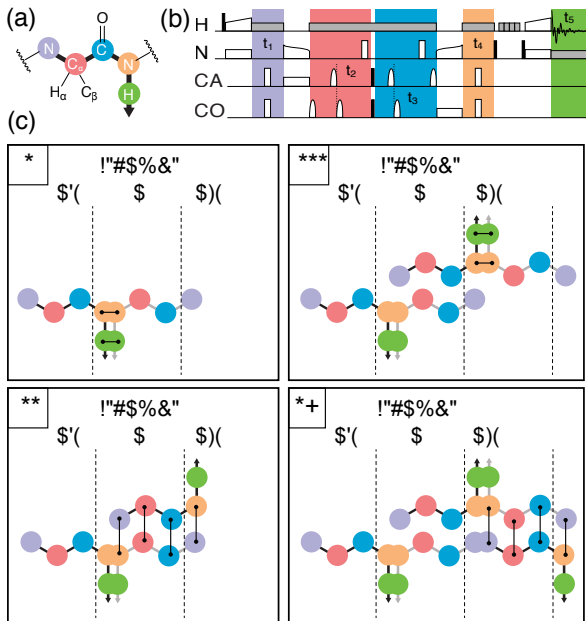 (a)
O
N
Cα
C
N
Hα
Cβ
H
(b)
H
N
CA
CO
t1
t2
t3
t4
t5
(c)
*
!"#$%&"
$'(
$
$)(
***
!"#$%&"
$'(
$
$)(
**
!"#$%&"
$'(
$
$)(
*+
!"#$%&"
$'(
$
$)(